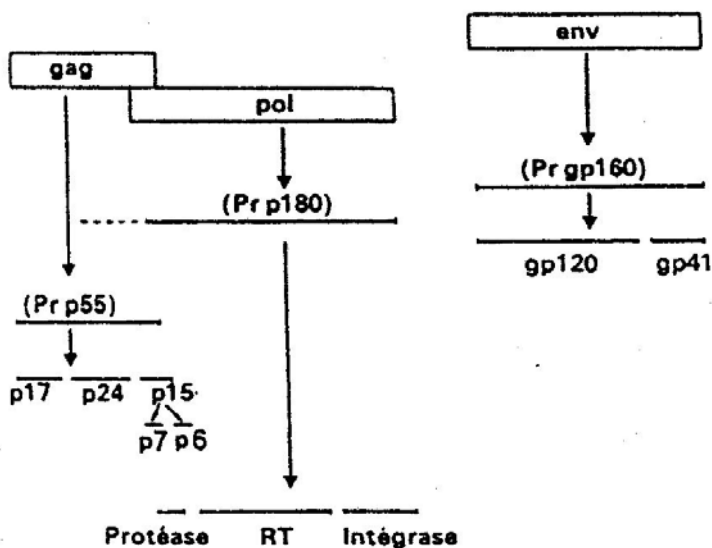 env
gag
pol
(Pr gp160)
(Pr p180)
gp120 gp41
(Pr p55)
p17 p24 p15
p7 p6
Protéase RT Intégrase